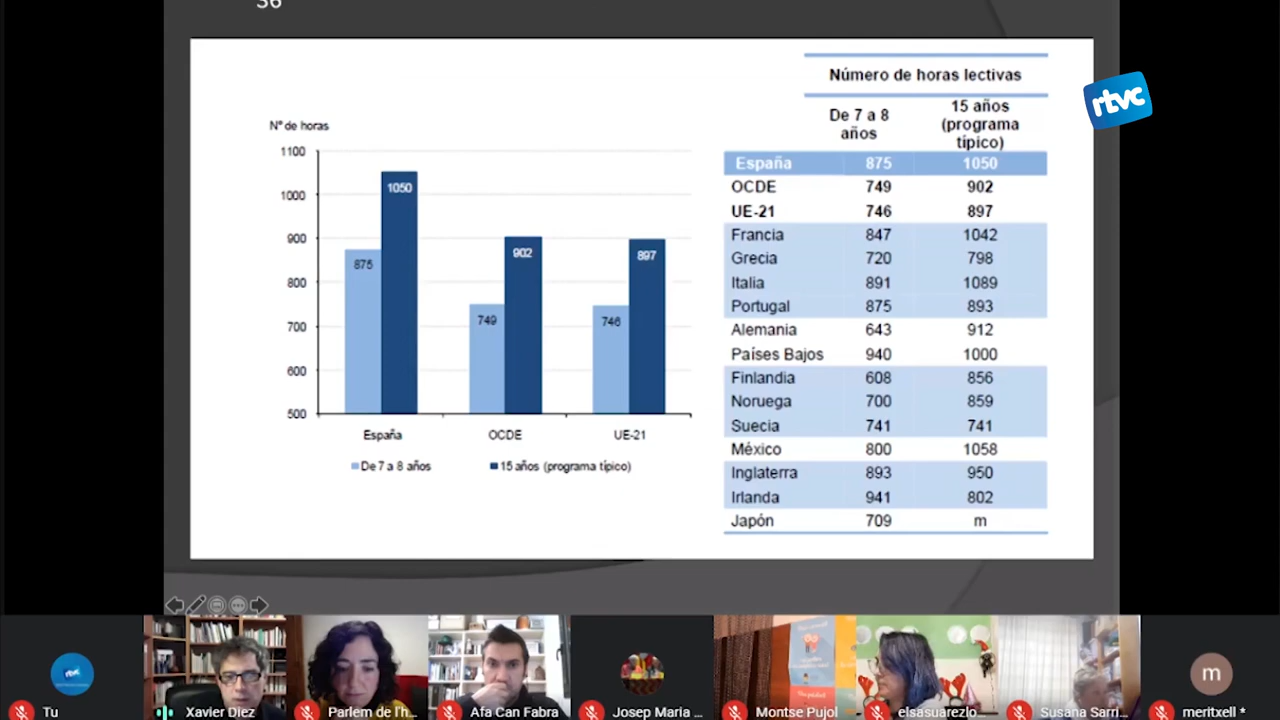 36
Número de horas lectivas
De 7 a 8 años
15 años (programa típico)
España 875 1050
OCDE 749 902
UE-21 746 897
Francia 847 1042
Grecia 720 798
Italia 891 1089
Portugal 875 893
Alemania 643 912
Países Bajos 940 1000
Finlandia 608 856
Noruega 700 859
Suecia 741 741
México 800 1058
Inglaterra 893 950
Irlanda 941 802
Japón 709 m
Nº de horas
1100
1000
900
800
700
600
500
875
1050
749
902
746
897
España
OCDE
UE-21
De 7 a 8 años
15 años (programa típico)
rtvc
rtvc
Tu
Xavier Díez
Parlem de l'h...
Afa Can Fabra
Josep Maria ...
Montse Pujol
elsasuarezlo...
Susana Sarri...
m
meritxell *